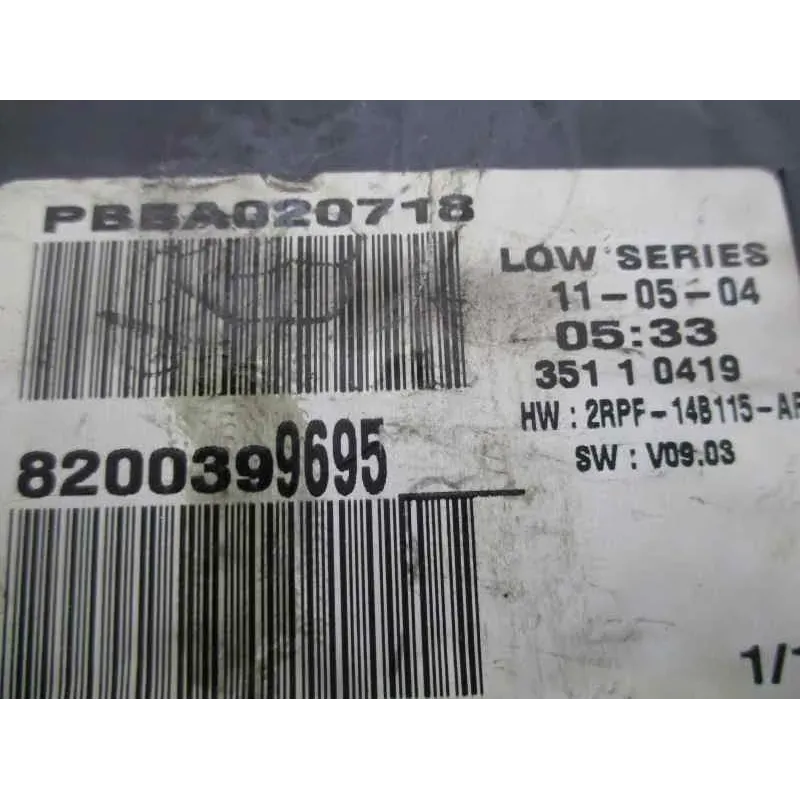 PBBA020718
LOW SERIES
11-05-04
05:33
351 1 0419
HW : 2RPF-14B115-AF
SW : V09.03
8200399695__
1/1